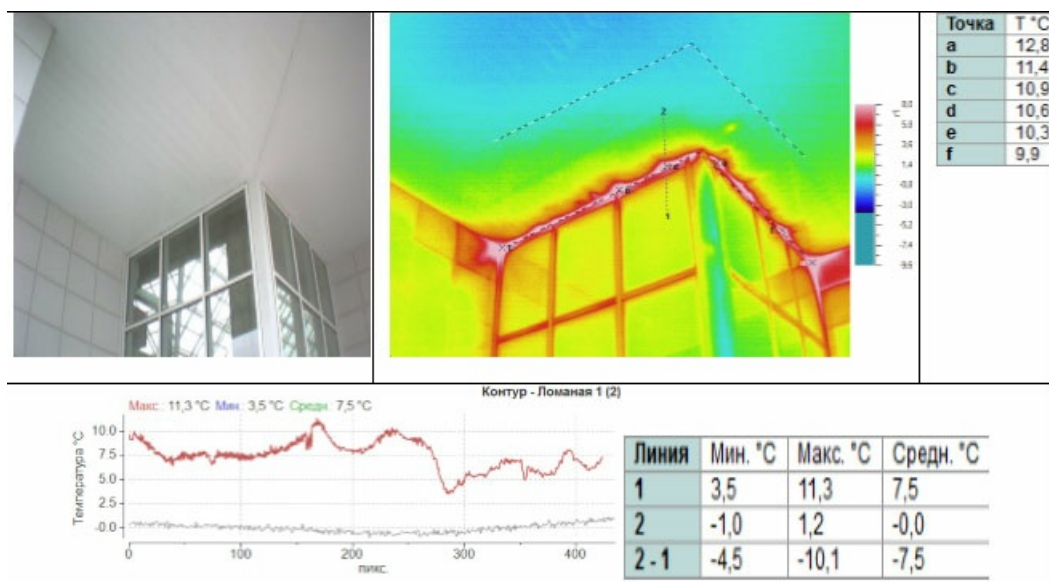 Точка T °C
a 12,8
b 11,4
c 10,9
d 10,6
e 10,3
f 9,9
2
1
Контур - Ломаная 1 (2)
Макс.: 11,3 °C Мин.: 3,5 °C Средн.: 7,5 °C
Температура °C
10.0
7.5
5.0
2.5
-0.0
0 100 200 300 400
пикс.
Линия Мин. °C Макс. °C Средн. °C
1 3,5 11,3 7,5
2 -1,0 1,2 -0,0
2 - 1 -4,5 -10,1 -7,5